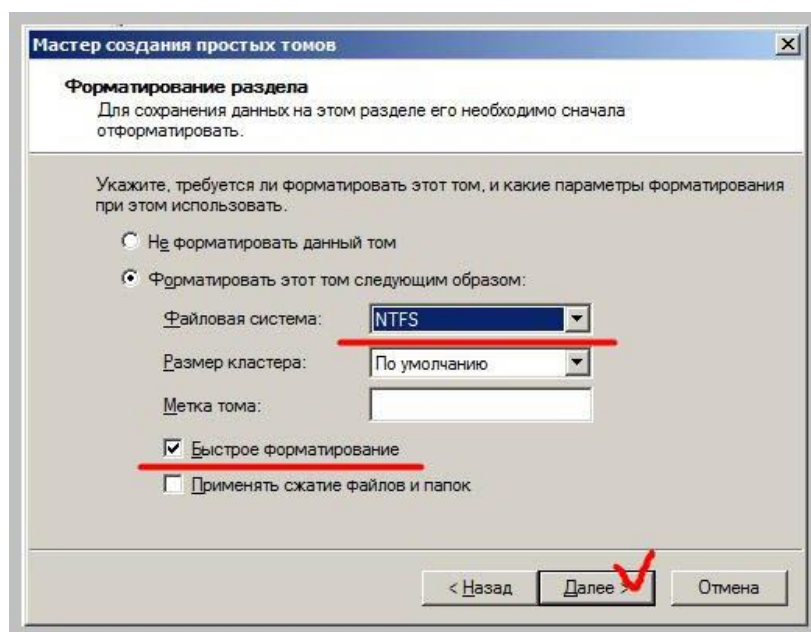 Мастер создания простых томов
Форматирование раздела
Для сохранения данных на этом разделе его необходимо сначала
отформатировать.
Укажите, требуется ли форматировать этот том, и какие параметры форматирования
при этом использовать.
Не форматировать данный том
Форматировать этот том следующим образом:
Файловая система: NTFS
Размер кластера: По умолчанию
Метка тома:
Быстрое форматирование
Применять сжатие файлов и папок
< Назад Далее > Отмена